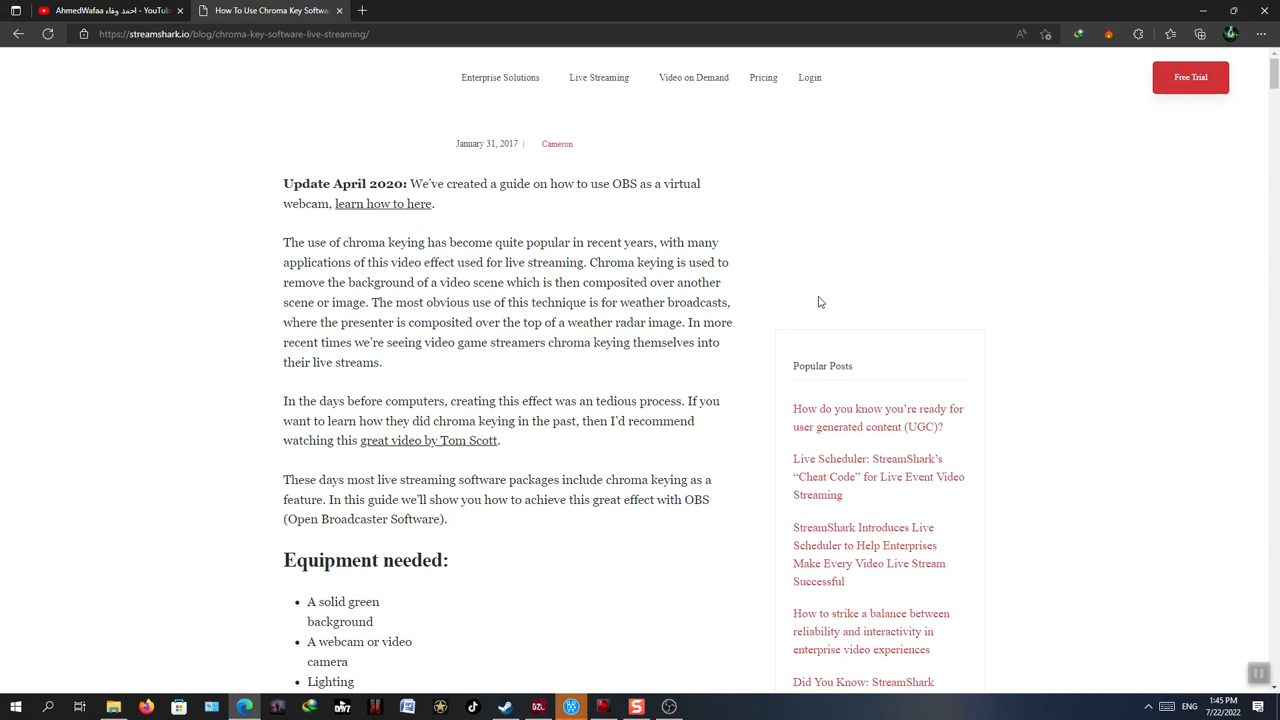 احمد وفاء AhmedWafaa - YouTub
How To Use Chroma Key Softwa
https://streamshark.io/blog/chroma-key-software-live-streaming/
Enterprise Solutions
Live Streaming
Video on Demand
Pricing
Login
Free Trial
January 31, 2017 |
Cameron
Update April 2020: We’ve created a guide on how to use OBS as a virtual
webcam, learn how to here.
The use of chroma keying has become quite popular in recent years, with many
applications of this video effect used for live streaming. Chroma keying is used to
remove the background of a video scene which is then composited over another
scene or image. The most obvious use of this technique is for weather broadcasts,
where the presenter is composited over the top of a weather radar image. In more
recent times we’re seeing video game streamers chroma keying themselves into
their live streams.
In the days before computers, creating this effect was an tedious process. If you
want to learn how they did chroma keying in the past, then I’d recommend
watching this great video by Tom Scott.
These days most live streaming software packages include chroma keying as a
feature. In this guide we’ll show you how to achieve this great effect with OBS
(Open Broadcaster Software).
Equipment needed:
• A solid green
background
• A webcam or video
camera
• Lighting
Popular Posts
How do you know you’re ready for
user generated content (UGC)?
Live Scheduler: StreamShark’s
“Cheat Code” for Live Event Video
Streaming
StreamShark Introduces Live
Scheduler to Help Enterprises
Make Every Video Live Stream
Successful
How to strike a balance between
reliability and interactivity in
enterprise video experiences
Did You Know: StreamShark
ENG
1:45 PM
7/22/2022